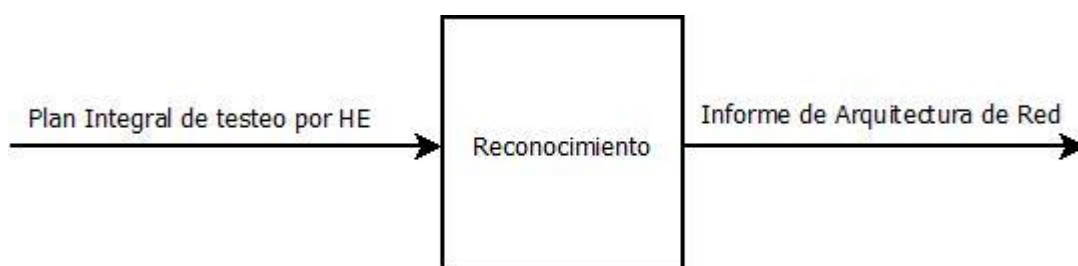 Plan Integral de testeo por HE
Reconocimiento
Informe de Arquitectura de Red